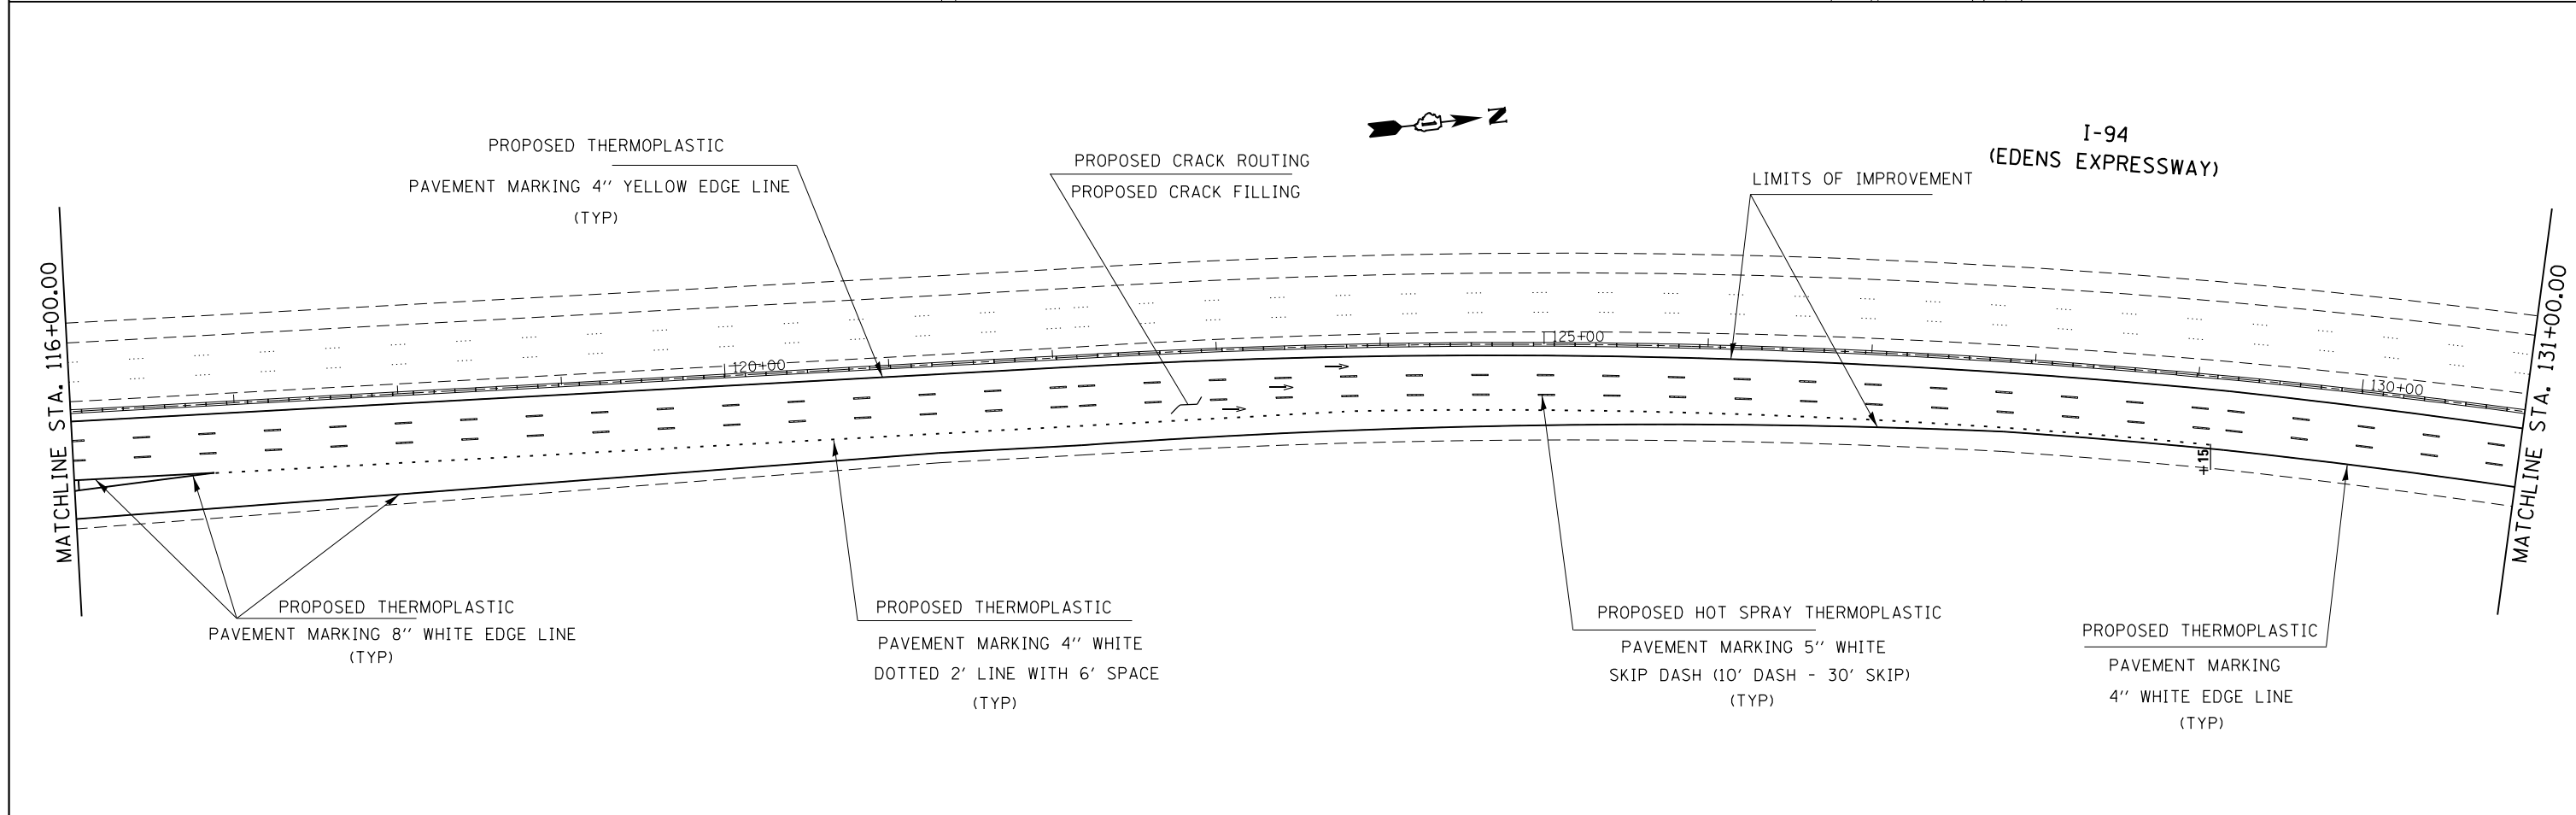 PROPOSED THERMOPLASTIC
PAVEMENT MARKING 4'' YELLOW EDGE LINE
(TYP)
PROPOSED CRACK ROUTING
PROPOSED CRACK FILLING
N
I-94
(EDENS EXPRESSWAY)
LIMITS OF IMPROVEMENT
MATCHLINE STA. 116+00.00
120+00
125+00
130+00
MATCHLINE STA. 131+00.00
+15
PROPOSED THERMOPLASTIC
PAVEMENT MARKING 8'' WHITE EDGE LINE
(TYP)
PROPOSED THERMOPLASTIC
PAVEMENT MARKING 4'' WHITE
DOTTED 2' LINE WITH 6' SPACE
(TYP)
PROPOSED HOT SPRAY THERMOPLASTIC
PAVEMENT MARKING 5'' WHITE
SKIP DASH (10' DASH - 30' SKIP)
(TYP)
PROPOSED THERMOPLASTIC
PAVEMENT MARKING
4'' WHITE EDGE LINE
(TYP)